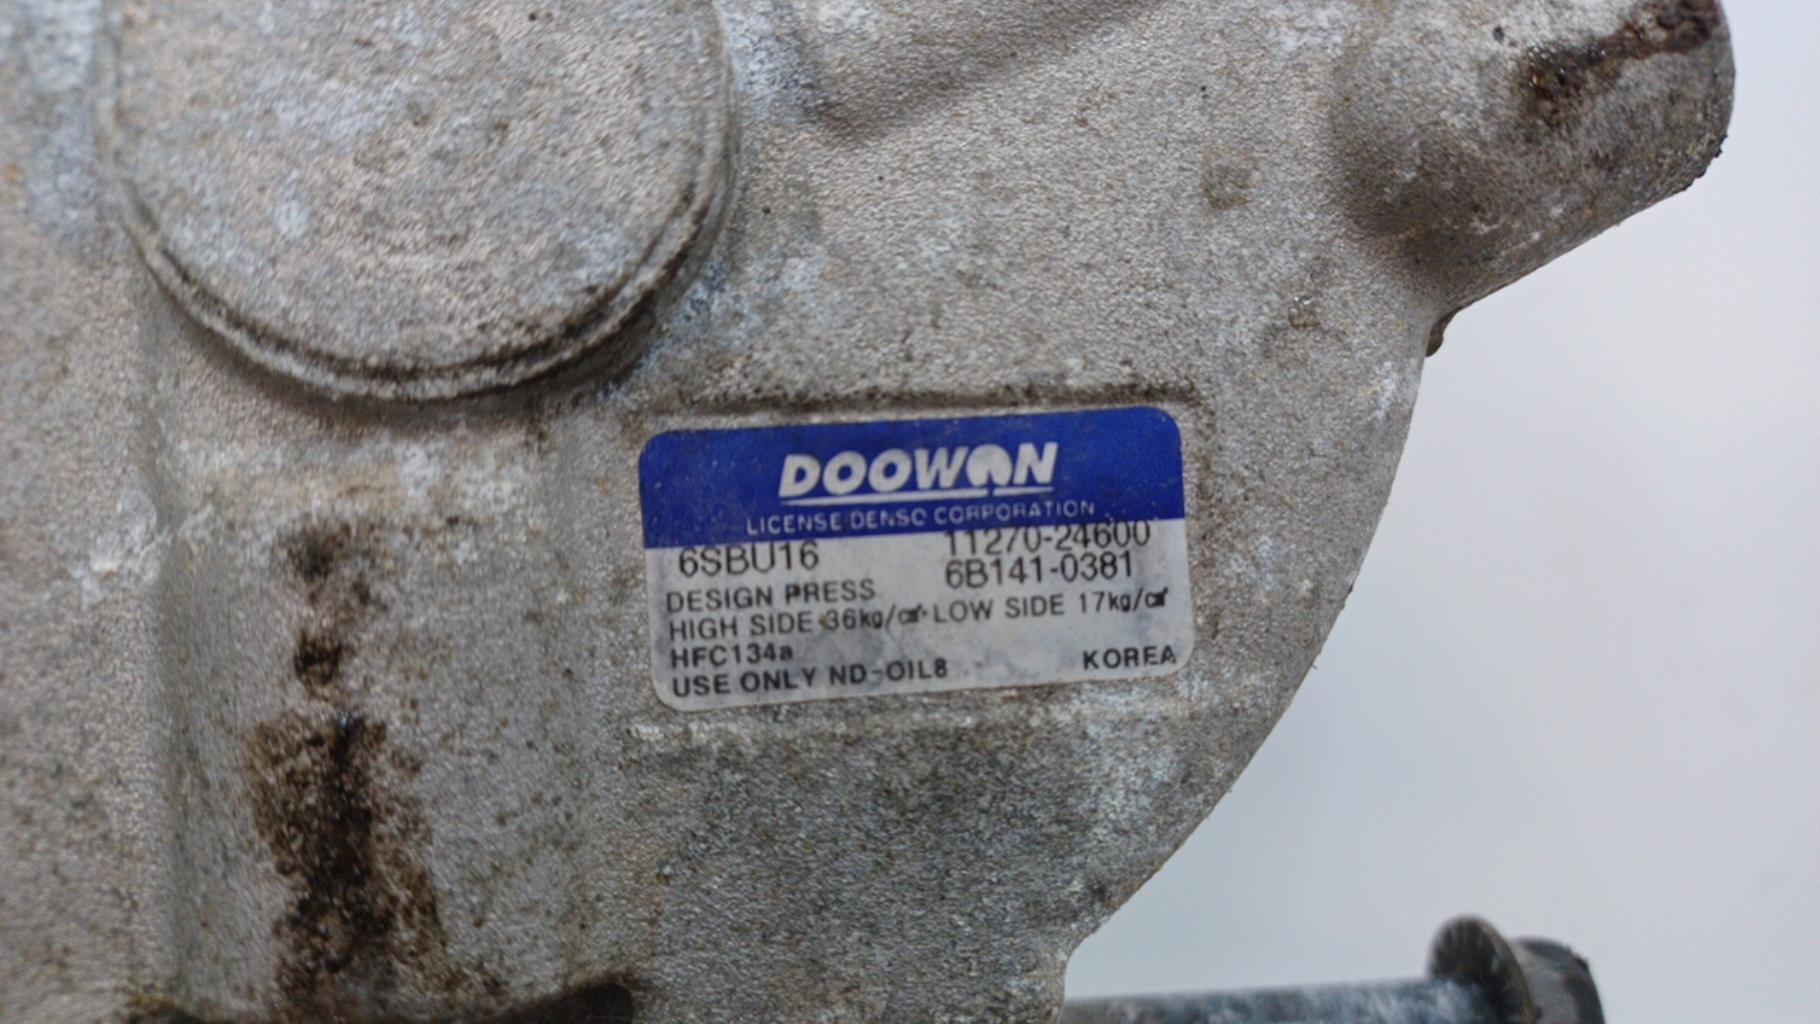 DOOWON
LICENSE DENSO CORPORATION
6SBU16 11270-24600
6B141-0381
DESIGN PRESS
HIGH SIDE 36kg/㎠ LOW SIDE 17kg/㎠
HFC134a
USE ONLY ND-OIL8 KOREA